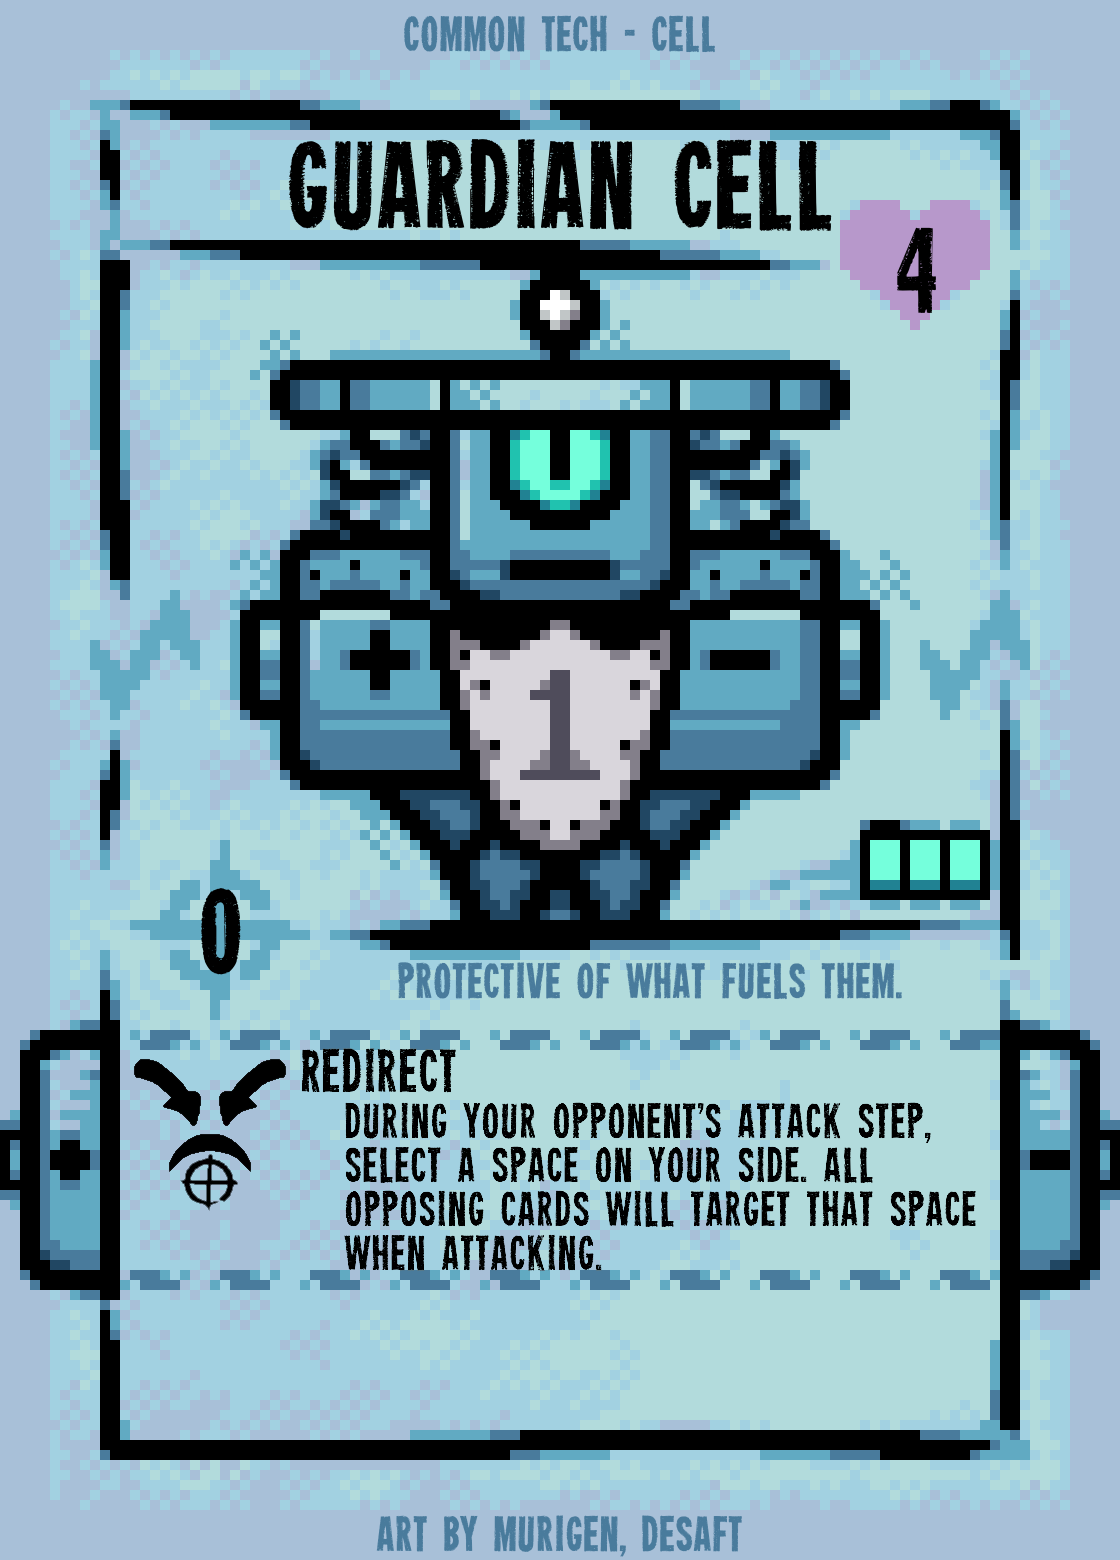 COMMON TECH - CELL
GUARDIAN CELL
4
1
0
PROTECTIVE OF WHAT FUELS THEM.
REDIRECT
DURING YOUR OPPONENT'S ATTACK STEP,
SELECT A SPACE ON YOUR SIDE. ALL
OPPOSING CARDS WILL TARGET THAT SPACE
WHEN ATTACKING.
ART BY MURIGEN, DESAFT